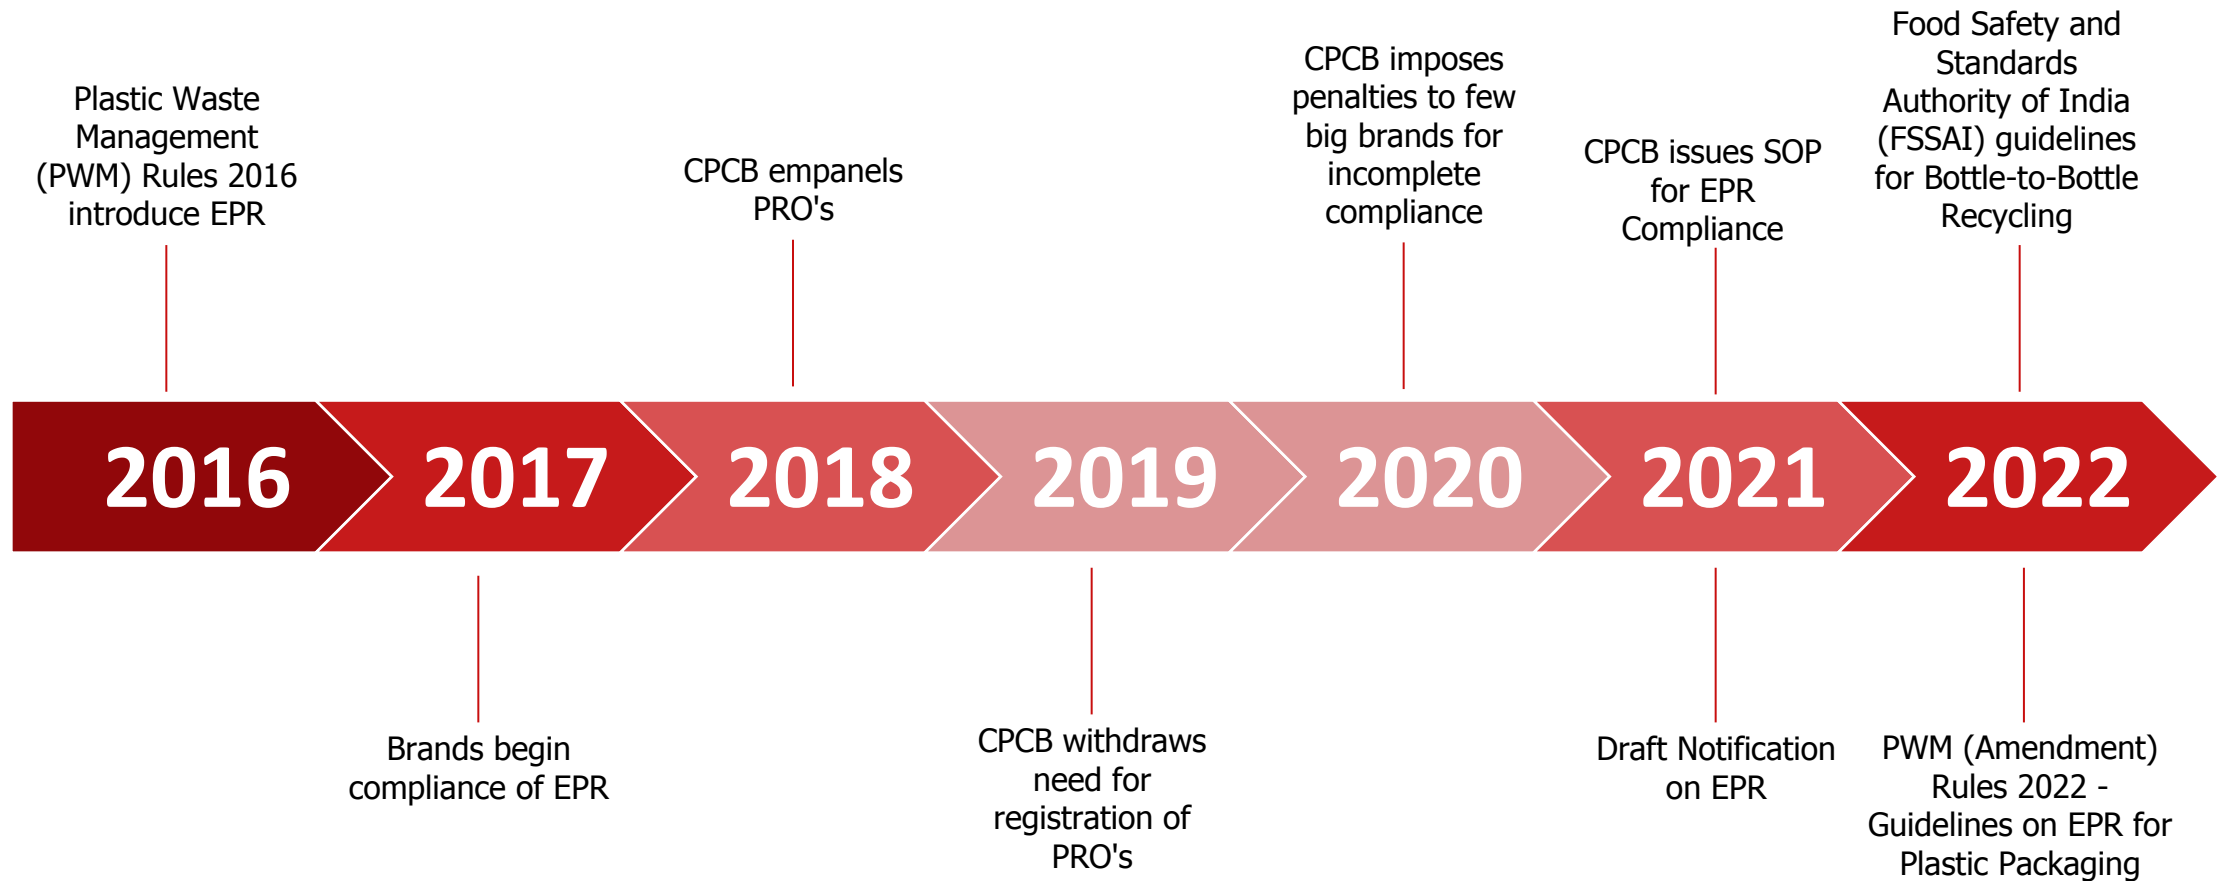 Plastic Waste
Management
(PWM) Rules 2016
introduce EPR
CPCB empanels
PRO's
CPCB imposes
penalties to few
big brands for
incomplete
compliance
CPCB issues SOP
for EPR
Compliance
Food Safety and
Standards
Authority of India
(FSSAI) guidelines
for Bottle-to-Bottle
Recycling
2016
2017
2018
2019
2020
2021
2022
Brands begin
compliance of EPR
CPCB withdraws
need for
registration of
PRO's
Draft Notification
on EPR
PWM (Amendment)
Rules 2022 -
Guidelines on EPR for
Plastic Packaging